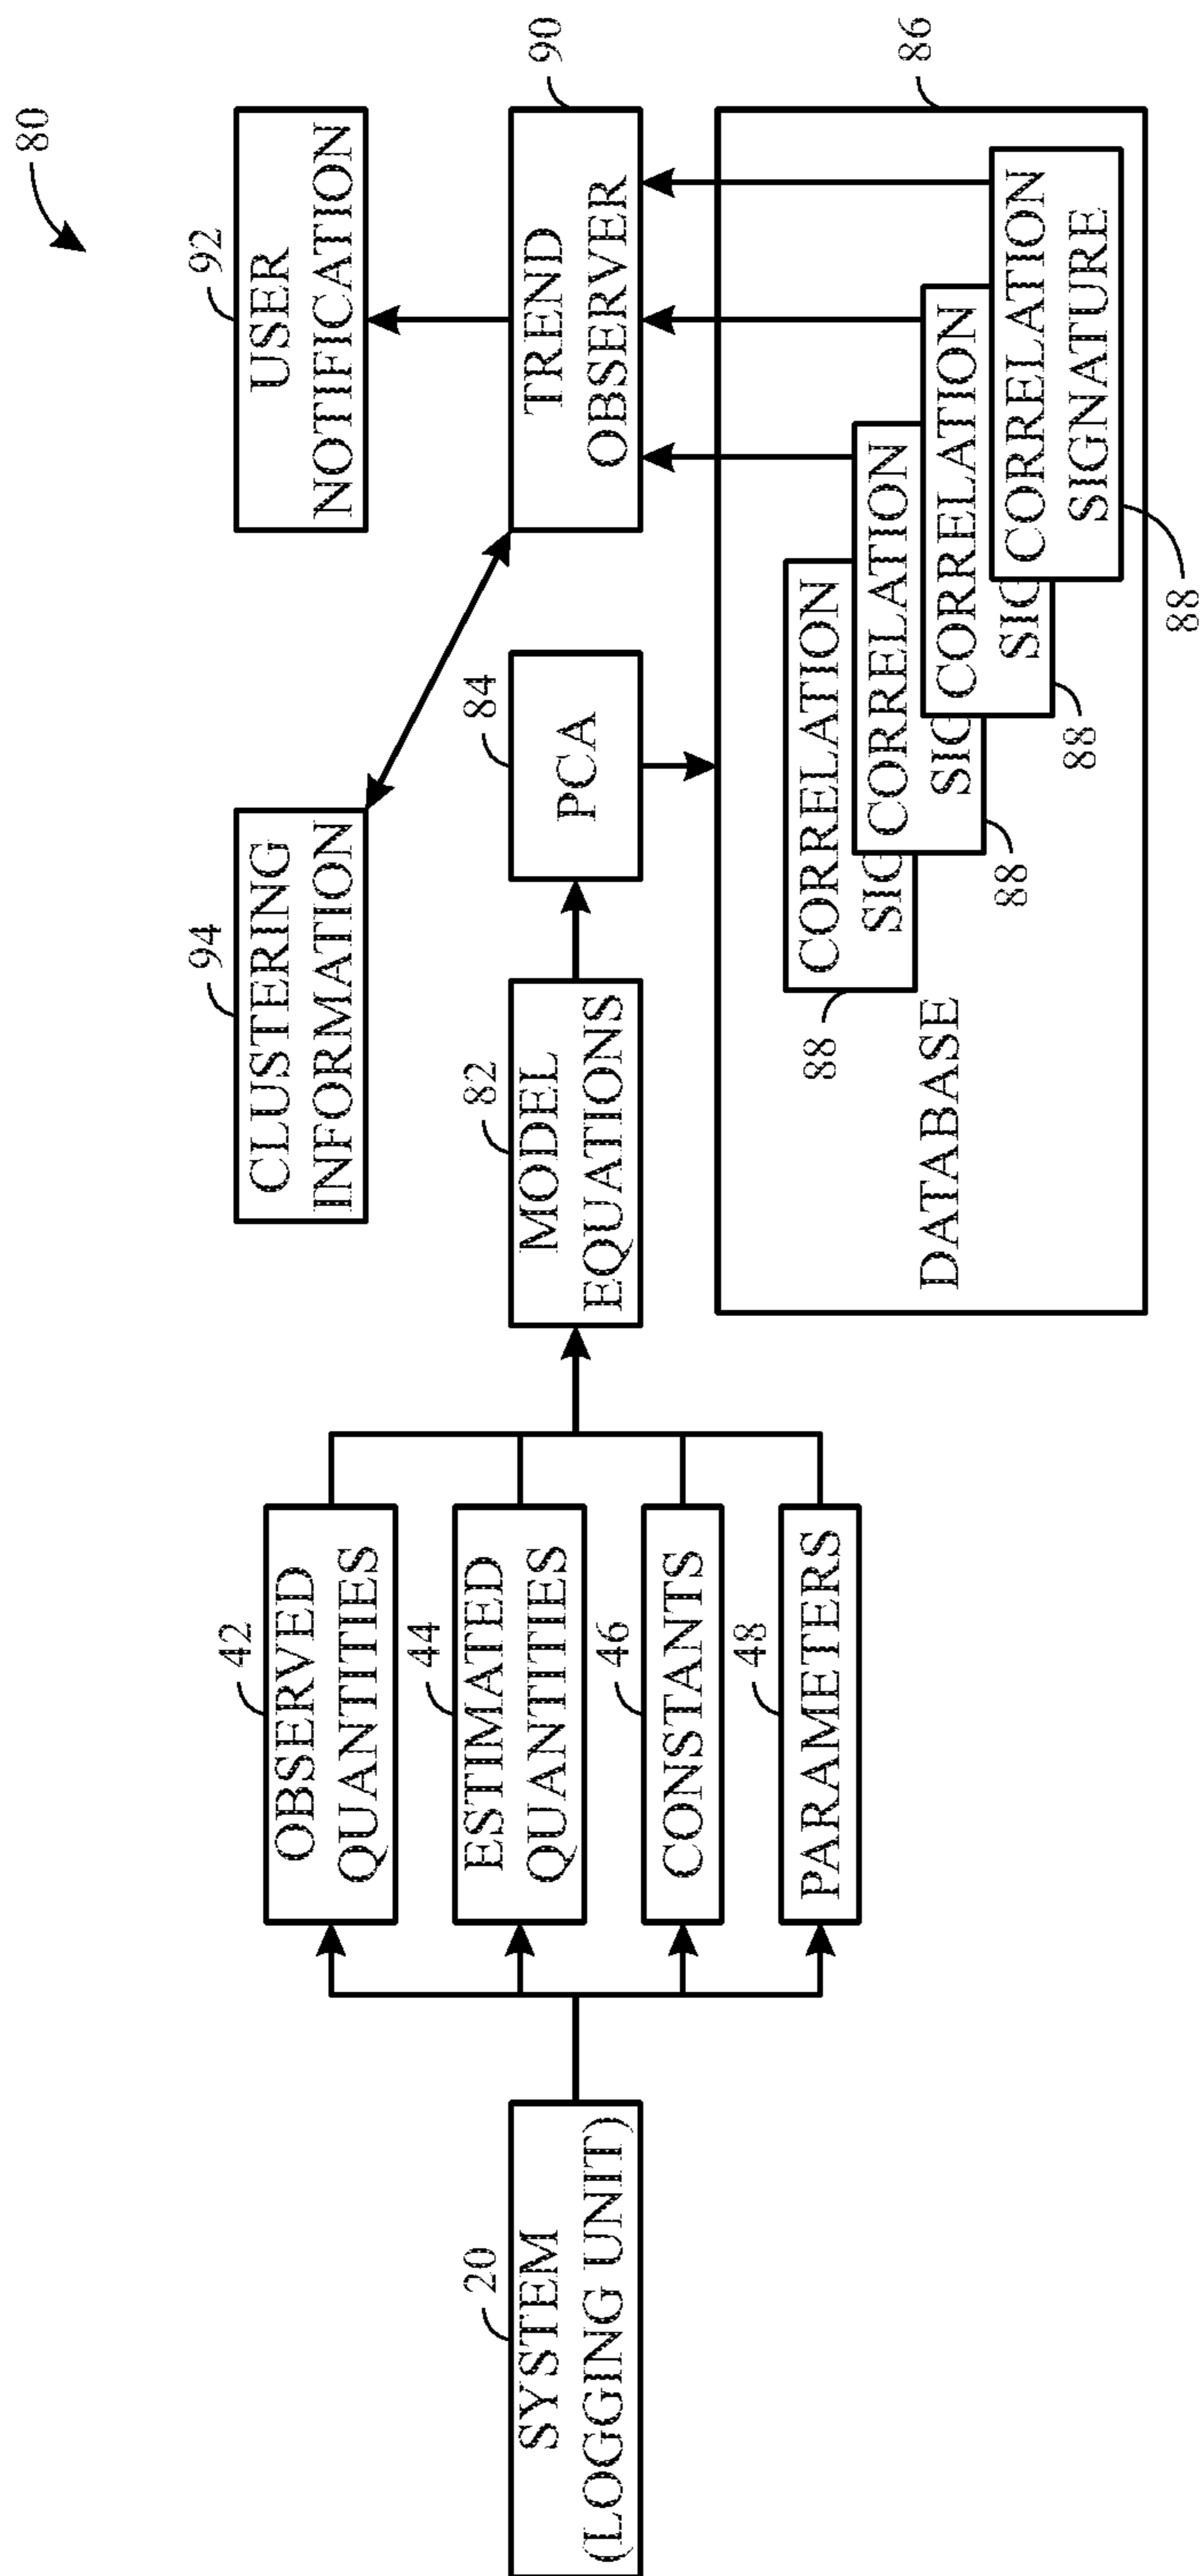 80
20
SYSTEM
(LOGGING UNIT)
42
OBSERVED
QUANTITIES
44
ESTIMATED
QUANTITIES
46
CONSTANTS
48
PARAMETERS
82
MODEL
EQUATIONS
84
PCA
94
CLUSTERING
INFORMATION
92
USER
NOTIFICATION
90
TREND
OBSERVER
86
DATABASE
88
CORRELATION
SIG
88
CORRELATION
SIG
88
CORRELATION
SIG
88
CORRELATION
SIGNATURE